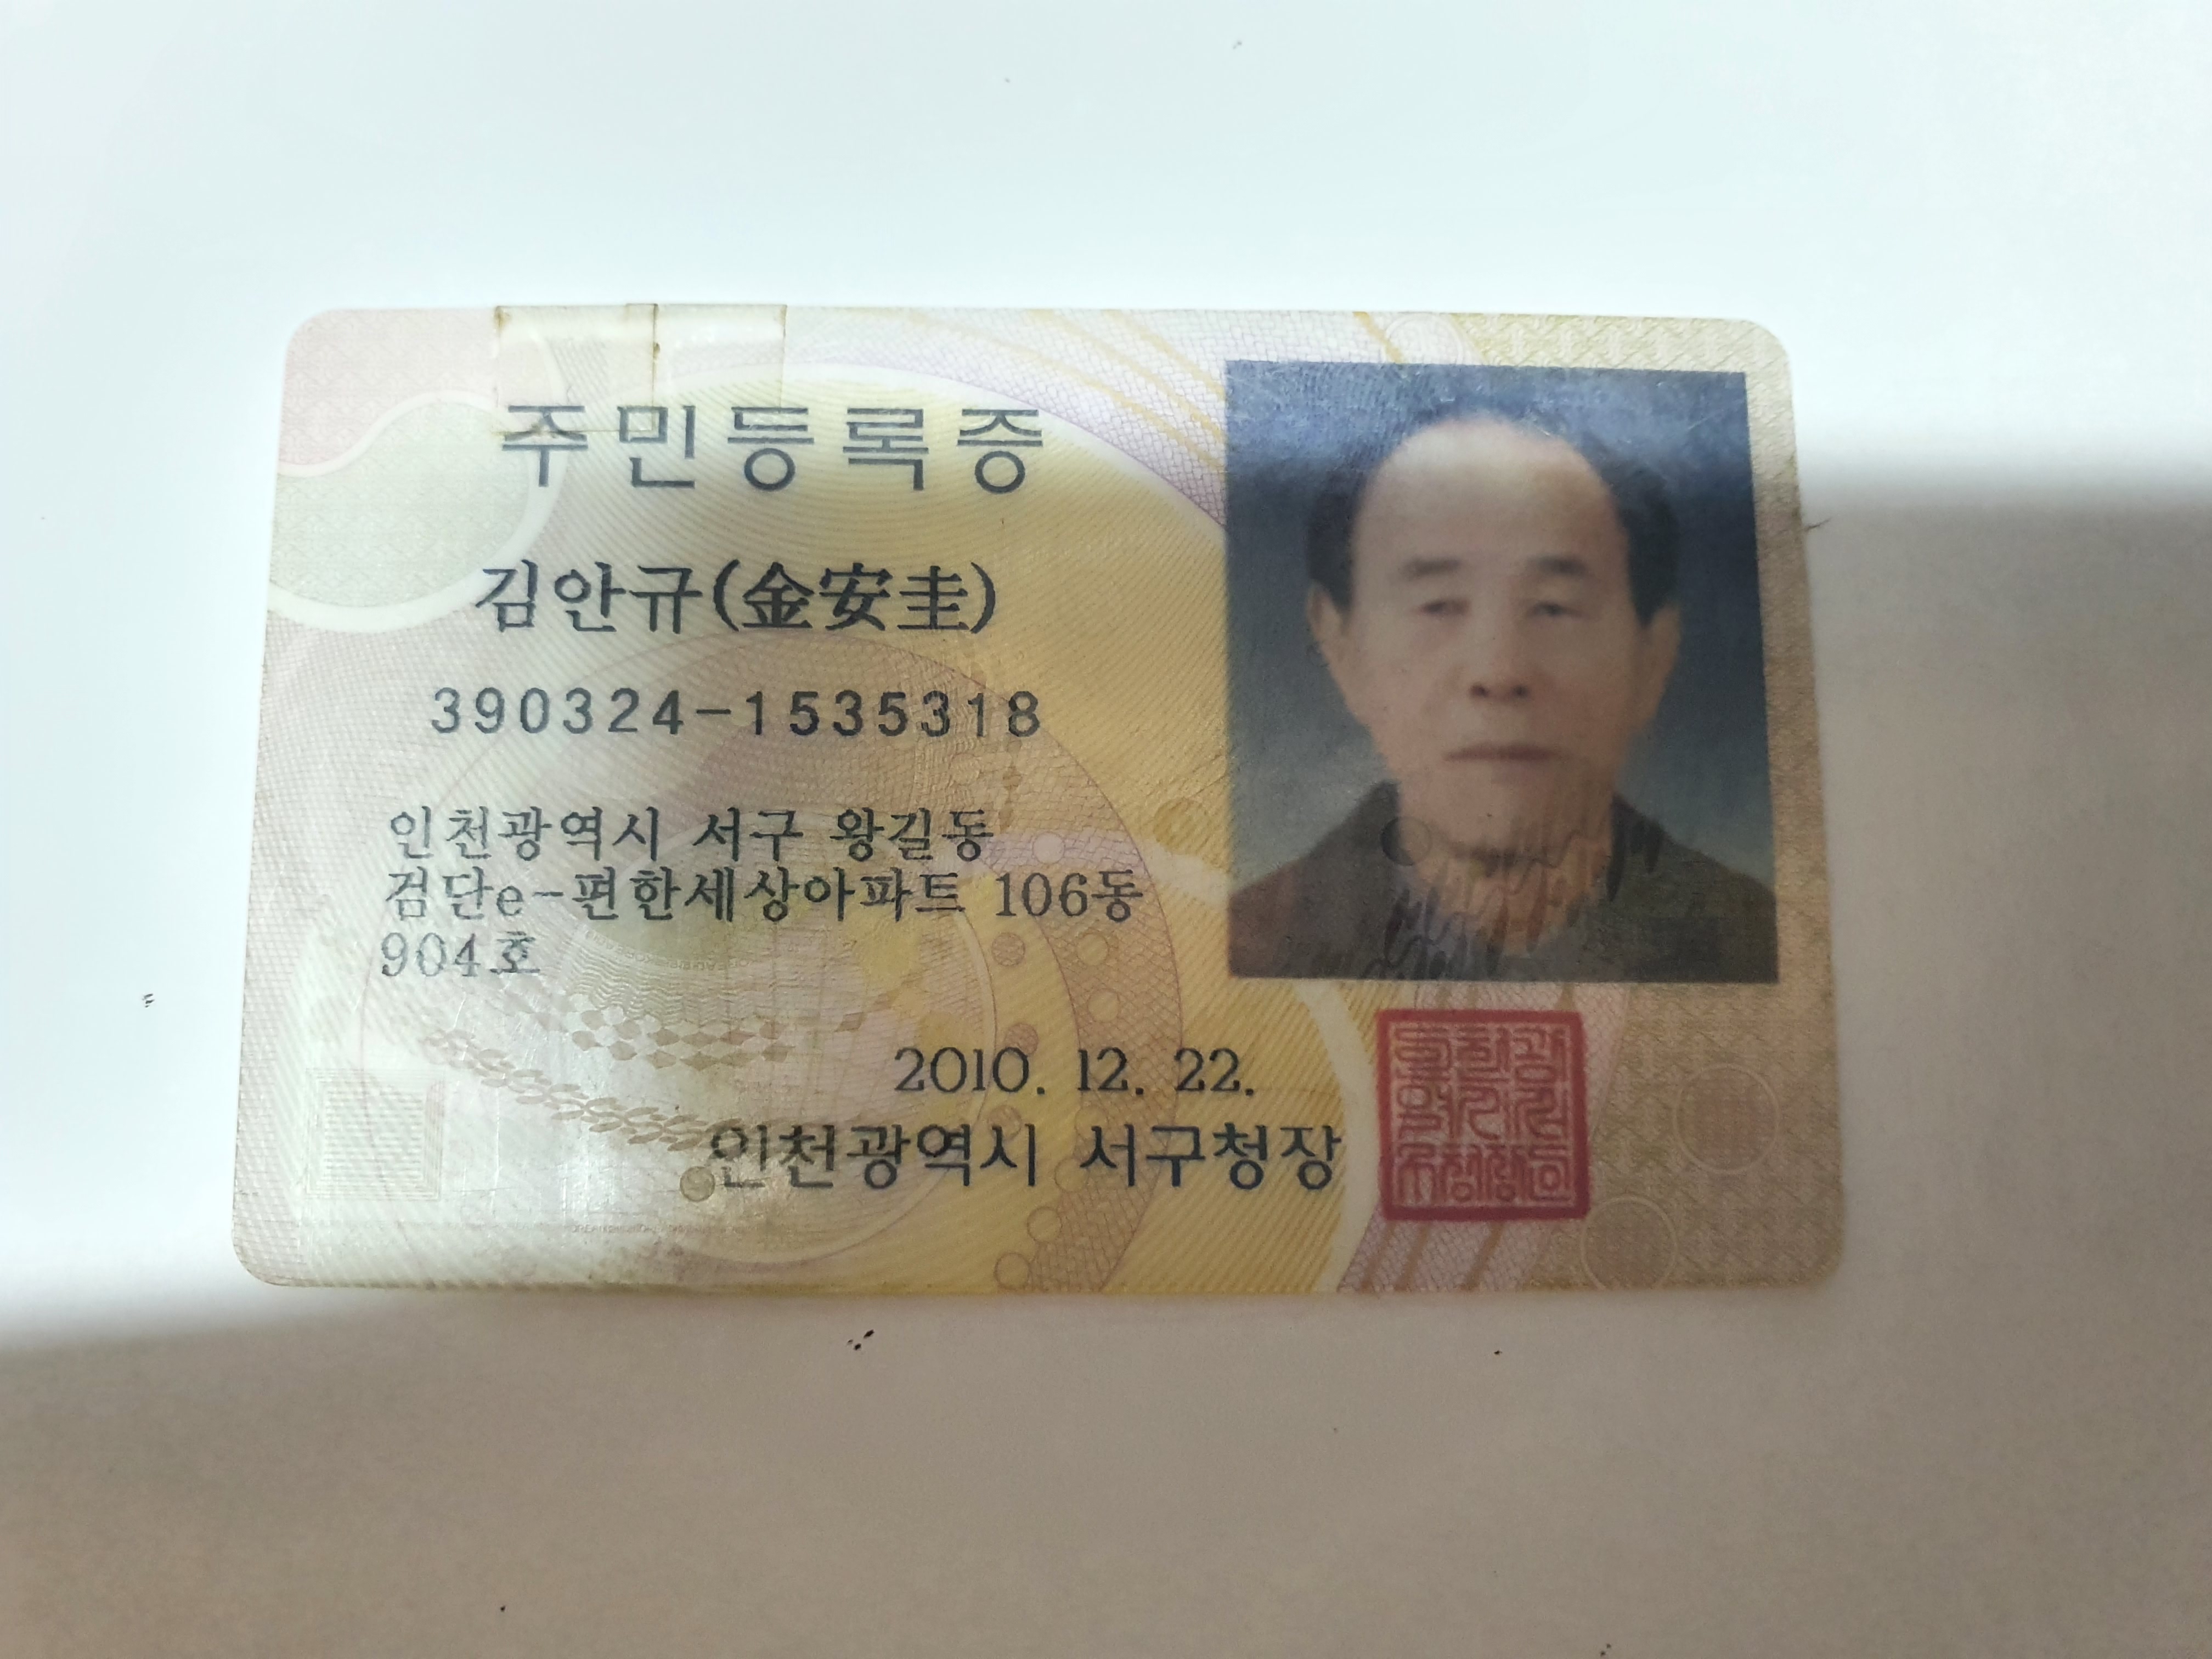 주민등록증
김안규(金安圭)
390324-1535318
인천광역시 서구 왕길동
검단e-편한세상아파트 106동
904호
2010. 12. 22.
인천광역시 서구청장